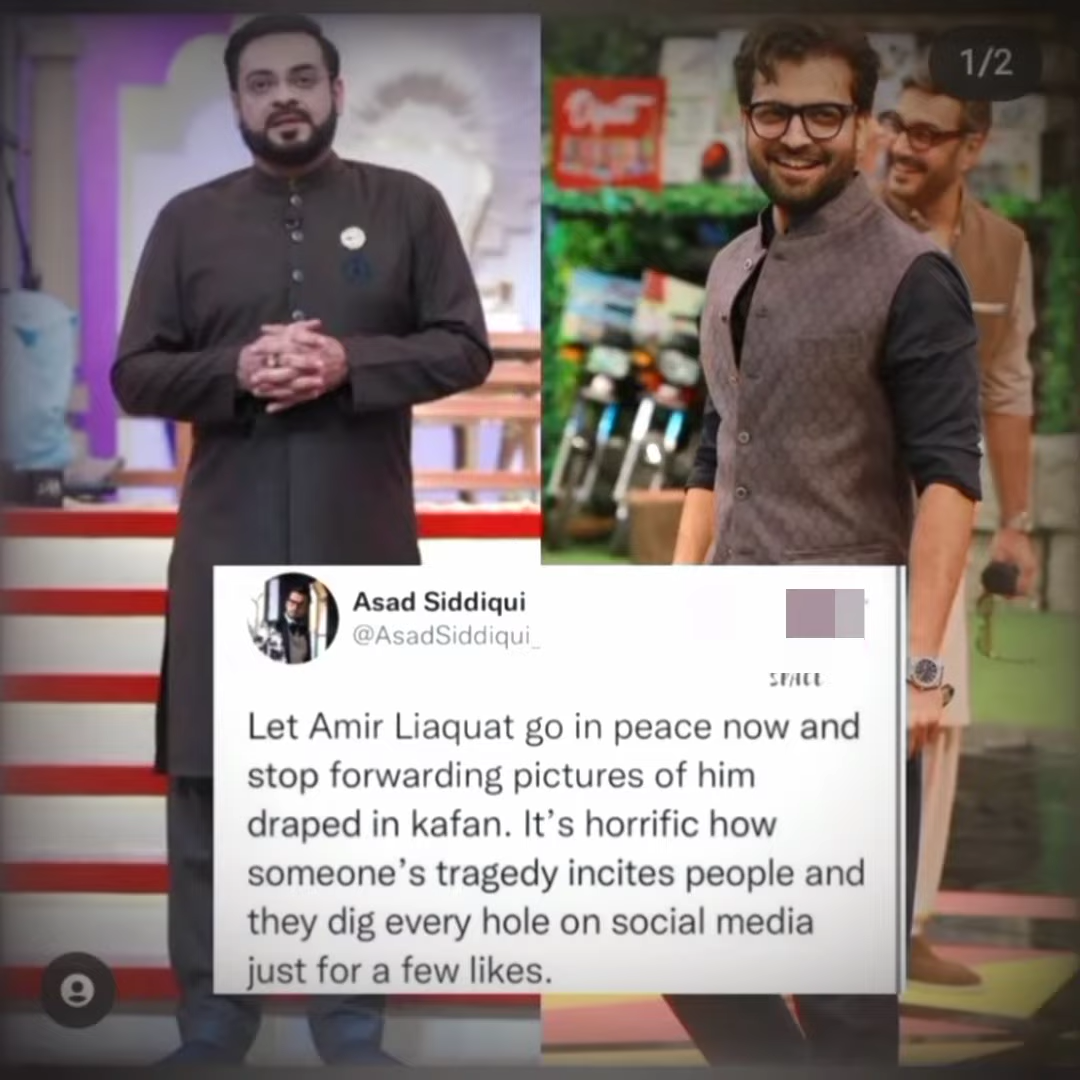 1/2
Asad Siddiqui
@AsadSiddiqui_
Let Amir Liaquat go in peace now and
stop forwarding pictures of him
draped in kafan. It’s horrific how
someone’s tragedy incites people and
they dig every hole on social media
just for a few likes.